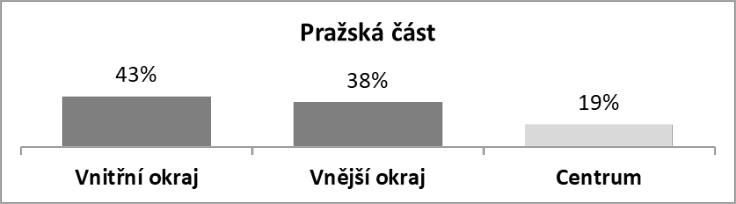 Pražská část
43%
38%
19%
Vnitřní okraj
Vnější okraj
Centrum